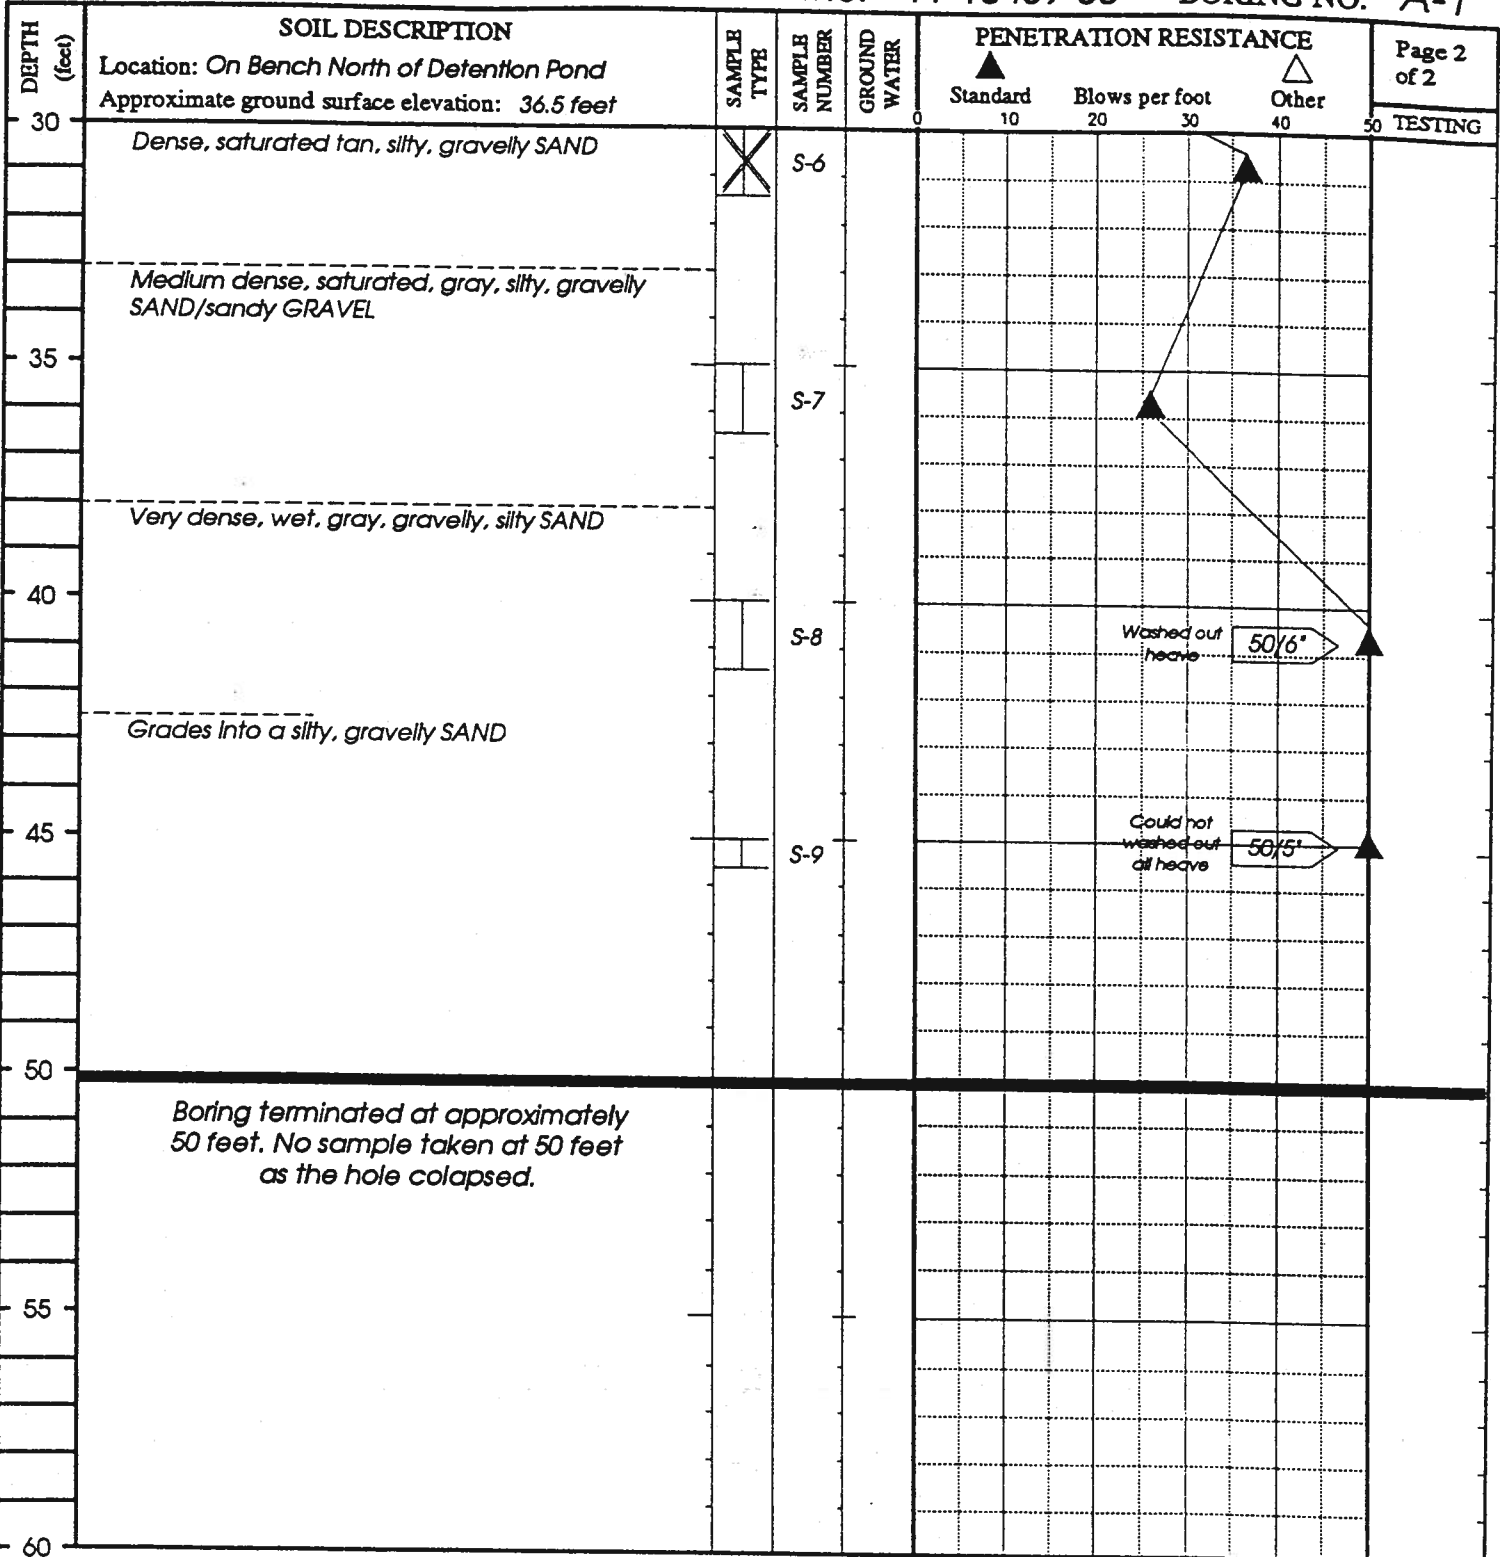 BORING NO. A-1
DEPTH (feet)
SOIL DESCRIPTION
Location: On Bench North of Detention Pond
Approximate ground surface elevation: 36.5 feet
SAMPLE TYPE
SAMPLE NUMBER
GROUND WATER
PENETRATION RESISTANCE
Standard Blows per foot Other
0 10 20 30 40 50
Page 2 of 2
TESTING
30
Dense, saturated tan, silty, gravelly SAND
S-6
Medium dense, saturated, gray, silty, gravelly
SAND/sandy GRAVEL
35
S-7
Very dense, wet, gray, gravelly, silty SAND
40
S-8
Washed out
heave
50/6"
Grades into a silty, gravelly SAND
45
S-9
Could not
washed out
all heave
50/5"
50
Boring terminated at approximately
50 feet. No sample taken at 50 feet
as the hole colapsed.
55
60